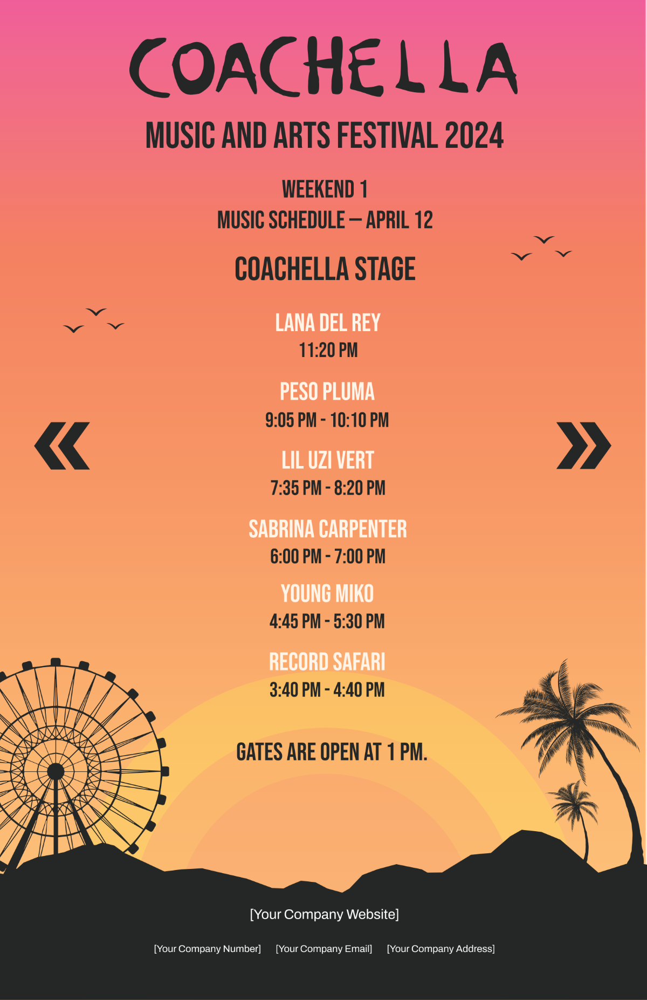 COACHELLA
MUSIC AND ARTS FESTIVAL 2024
WEEKEND 1
MUSIC SCHEDULE – APRIL 12
COACHELLA STAGE
LANA DEL REY
11:20 PM
PESO PLUMA
9:05 PM - 10:10 PM
LIL UZI VERT
7:35 PM - 8:20 PM
SABRINA CARPENTER
6:00 PM - 7:00 PM
YOUNG MIKO
4:45 PM - 5:30 PM
RECORD SAFARI
3:40 PM - 4:40 PM
GATES ARE OPEN AT 1 PM.
[Your Company Website]
[Your Company Number] [Your Company Email] [Your Company Address]